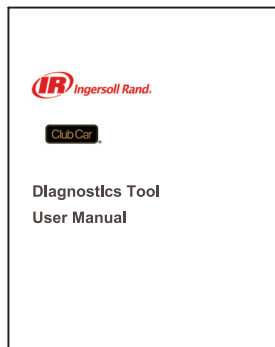 IR Ingersoll Rand®
Club Car®
Diagnostics Tool
User Manual